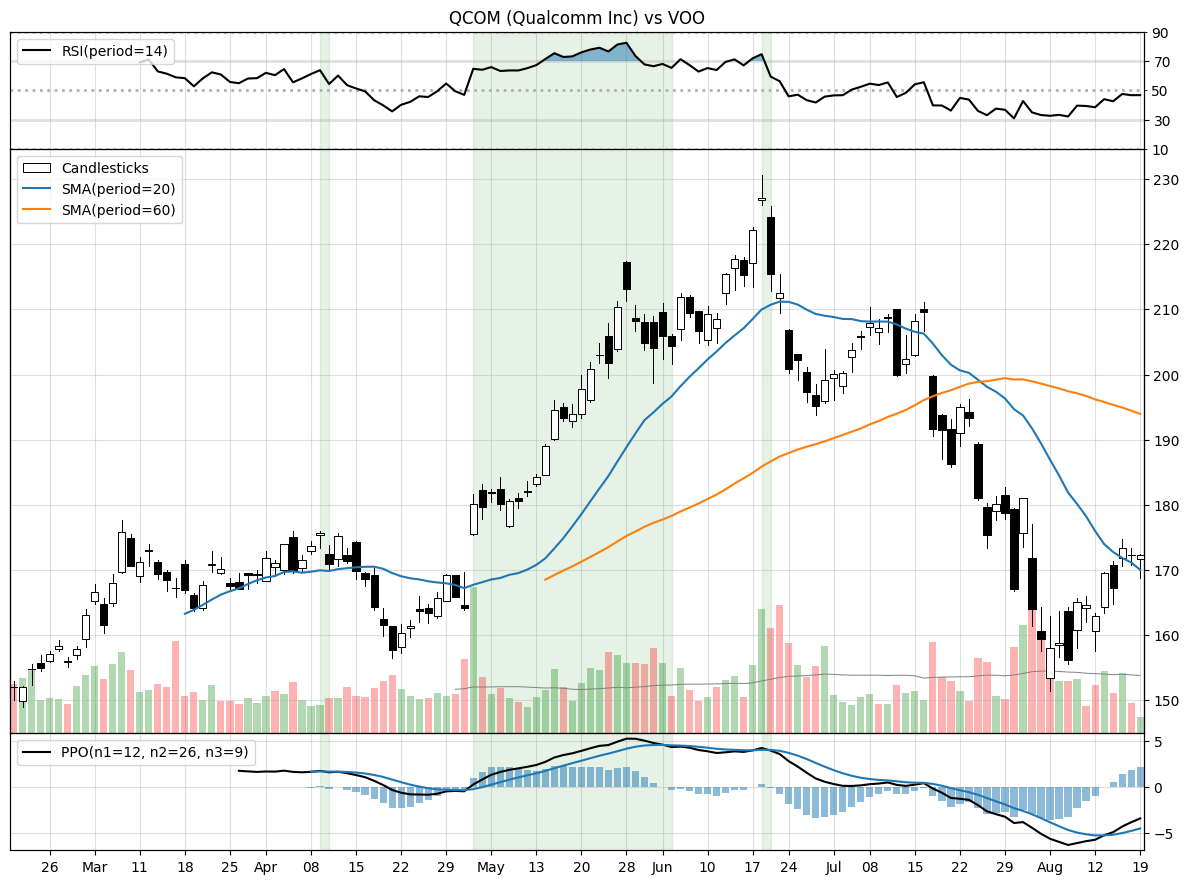 QCOM (Qualcomm Inc) vs VOO
RSI(period=14)
90
70
50
30
10
Candlesticks
SMA(period=20)
SMA(period=60)
230
220
210
200
190
180
170
160
150
PPO(n1=12, n2=26, n3=9)
5
0
−5
26 Mar 11 18 25 Apr 08 15 22 29 May 13 20 28 Jun 10 17 24 Jul 08 15 22 29 Aug 12 19